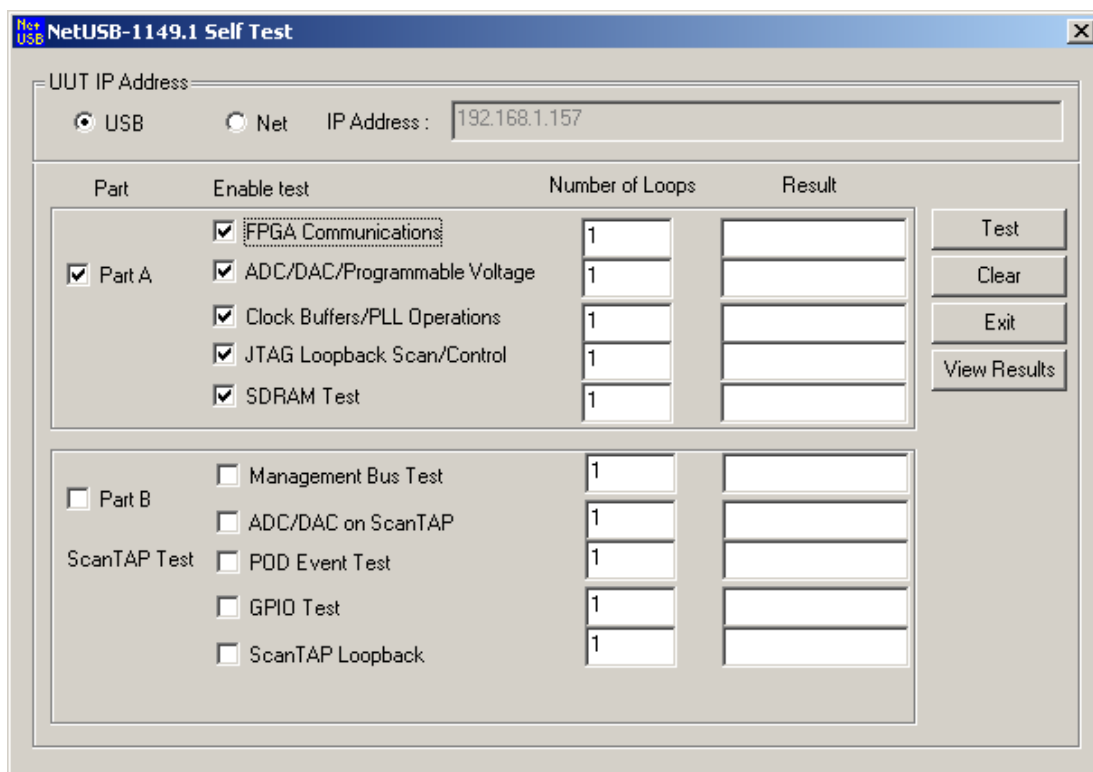 Net USB NetUSB-1149.1 Self Test
UUT IP Address
USB Net IP Address : 192.168.1.157
Part Enable test Number of Loops Result
FPGA Communications 1
Part A ADC/DAC/Programmable Voltage 1
Clock Buffers/PLL Operations 1
JTAG Loopback Scan/Control 1
SDRAM Test 1
Test
Clear
Exit
View Results
Management Bus Test 1
Part B
ADC/DAC on ScanTAP 1
ScanTAP Test POD Event Test 1
GPIO Test 1
ScanTAP Loopback 1